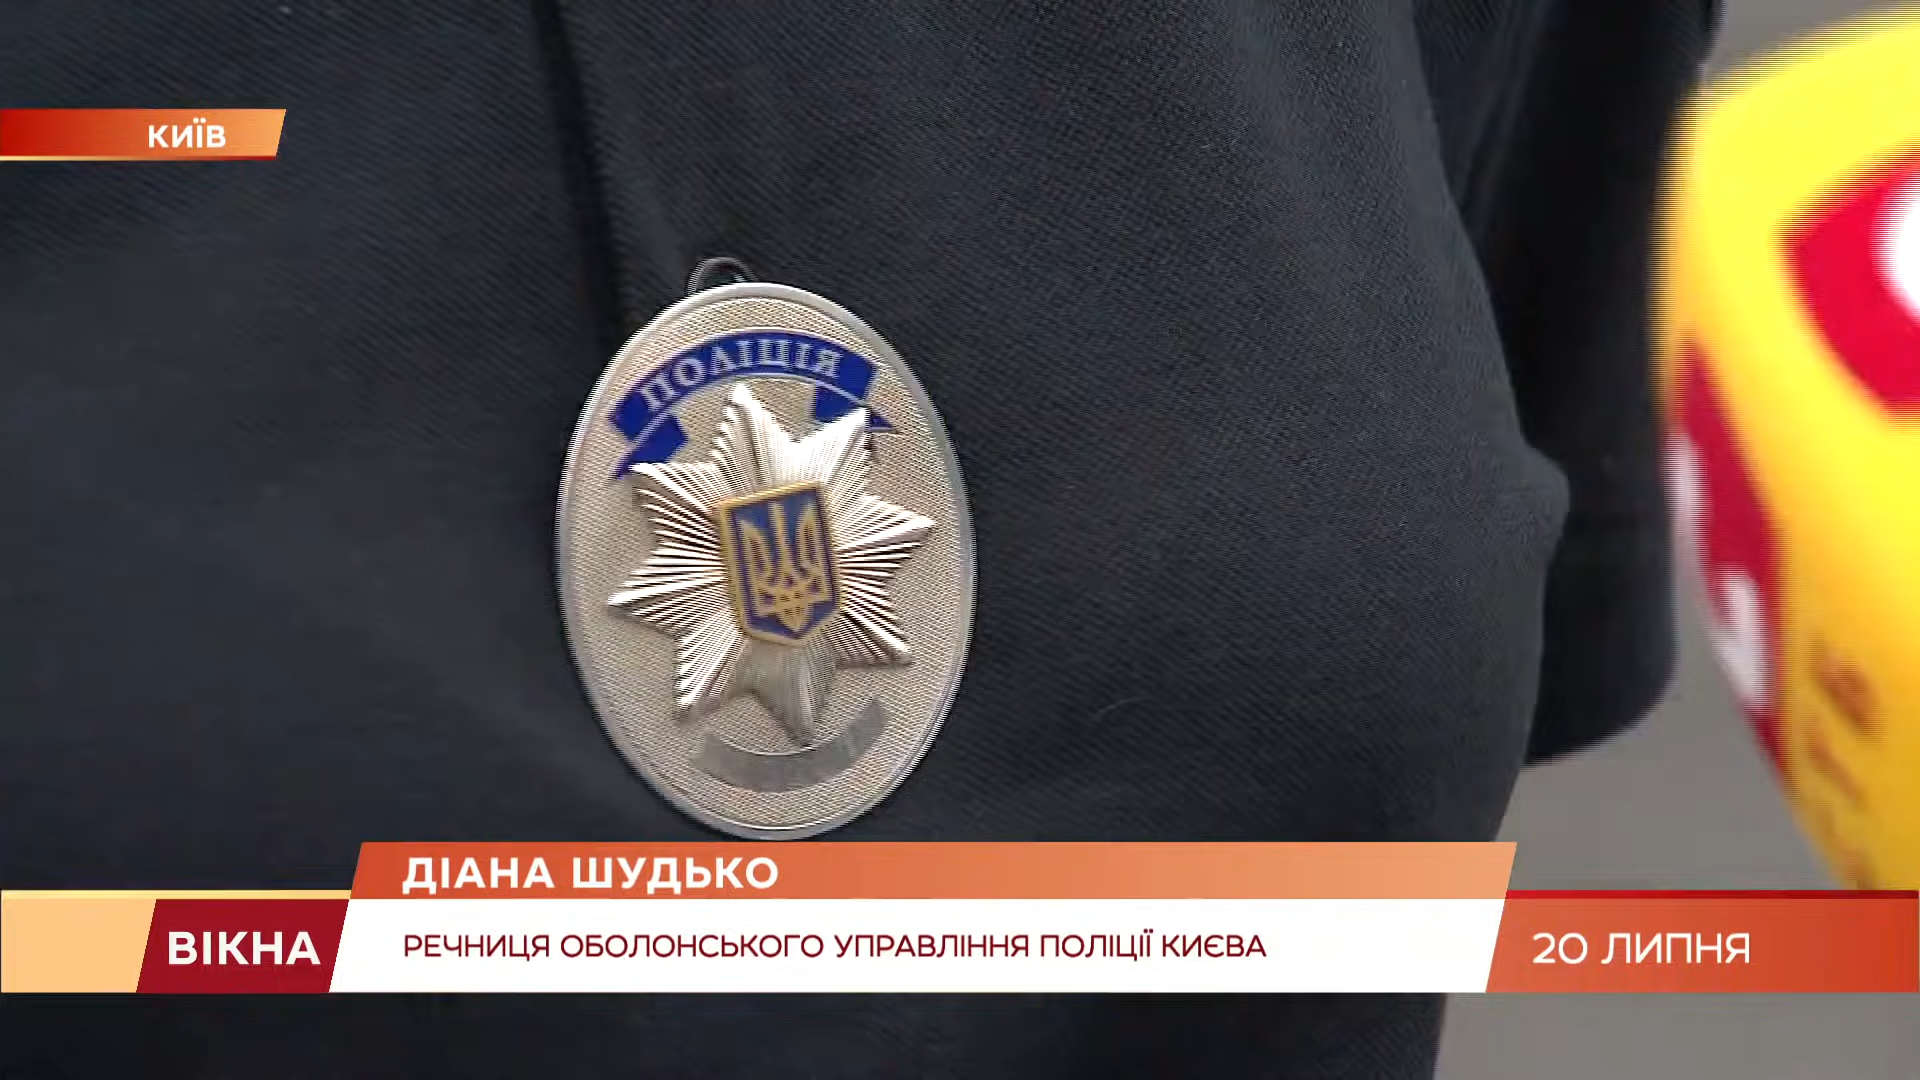 КИЇВ
ПОЛІЦІЯ
ДІАНА ШУДЬКО
ВІКНА
РЕЧНИЦЯ ОБОЛОНСЬКОГО УПРАВЛІННЯ ПОЛІЦІЇ КИЄВА
20 ЛИПНЯ